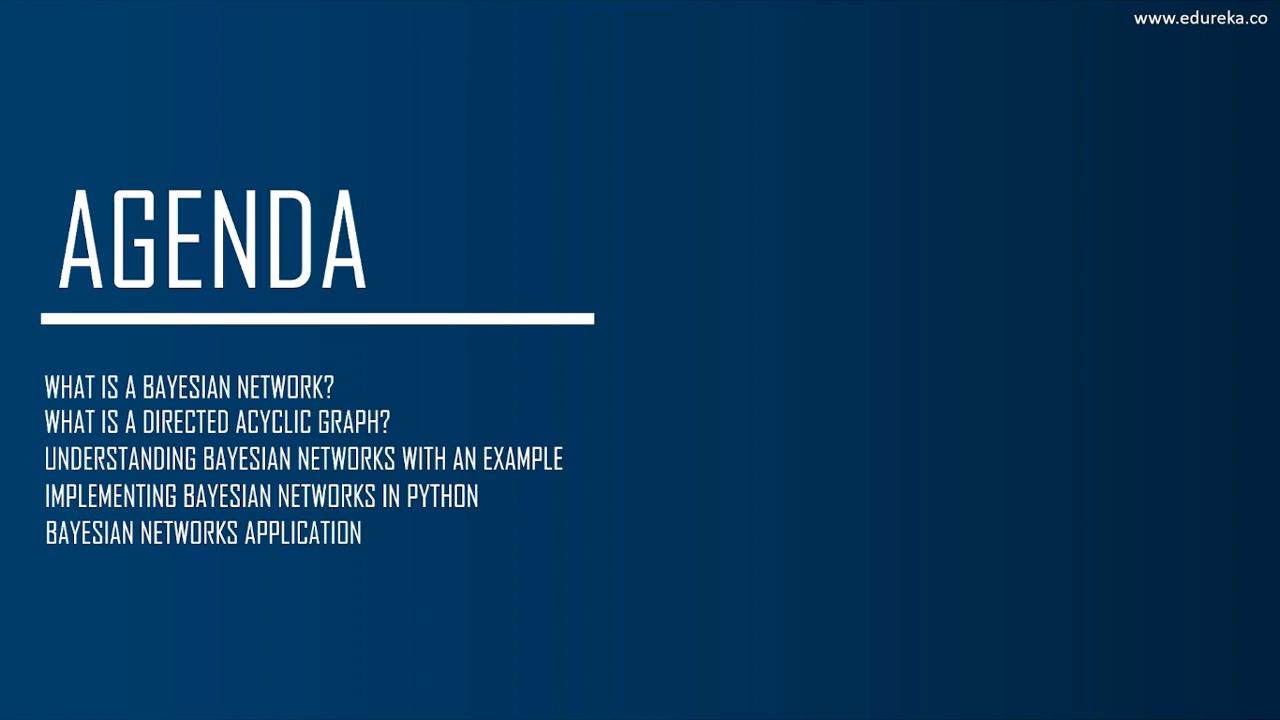 www.edureka.co
AGENDA
WHAT IS A BAYESIAN NETWORK?
WHAT IS A DIRECTED ACYCLIC GRAPH?
UNDERSTANDING BAYESIAN NETWORKS WITH AN EXAMPLE
IMPLEMENTING BAYESIAN NETWORKS IN PYTHON
BAYESIAN NETWORKS APPLICATION